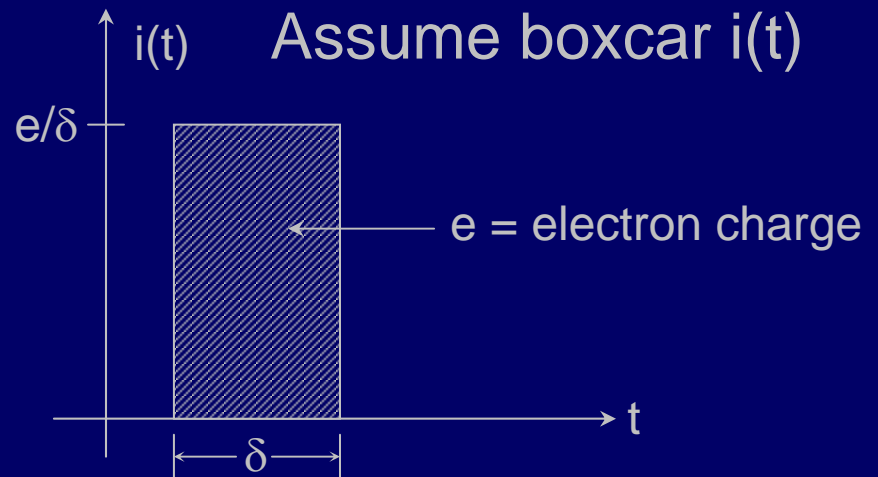 Assume boxcar i(t)
i(t)
e/δ
e = electron charge
t
δ